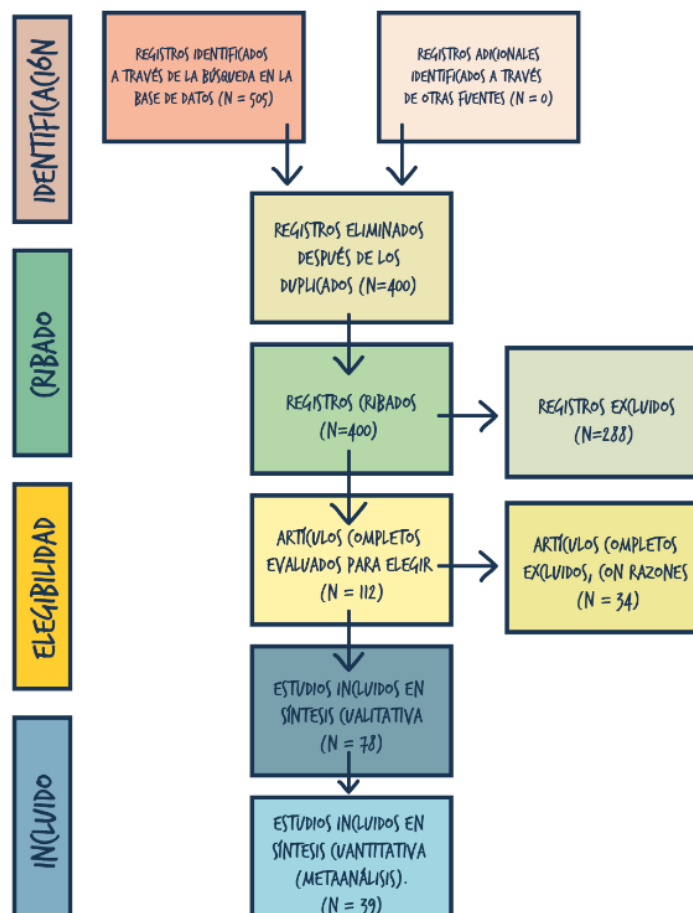 IDENTIFICACIÓN
REGISTROS IDENTIFICADOS
A TRAVÉS DE LA BÚSQUEDA EN LA
BASE DE DATOS (N = 505)
REGISTROS ADICIONALES
IDENTIFICADOS A TRAVÉS
DE OTRAS FUENTES (N = 0)
REGISTROS ELIMINADOS
DESPUÉS DE LOS
DUPLICADOS (N=400)
CRIBADO
REGISTROS CRIBADOS
(N=400)
REGISTROS EXCLUIDOS
(N=288)
ELEGIBILIDAD
ARTÍCULOS COMPLETOS
EVALUADOS PARA ELEGIR
(N = 112)
ARTÍCULOS COMPLETOS
EXCLUIDOS, CON RAZONES
(N = 34)
INCLUIDO
ESTUDIOS INCLUIDOS EN
SÍNTESIS CUALITATIVA
(N = 78)
ESTUDIOS INCLUIDOS EN
SÍNTESIS CUANTITATIVA
(METAANÁLISIS).
(N = 39)